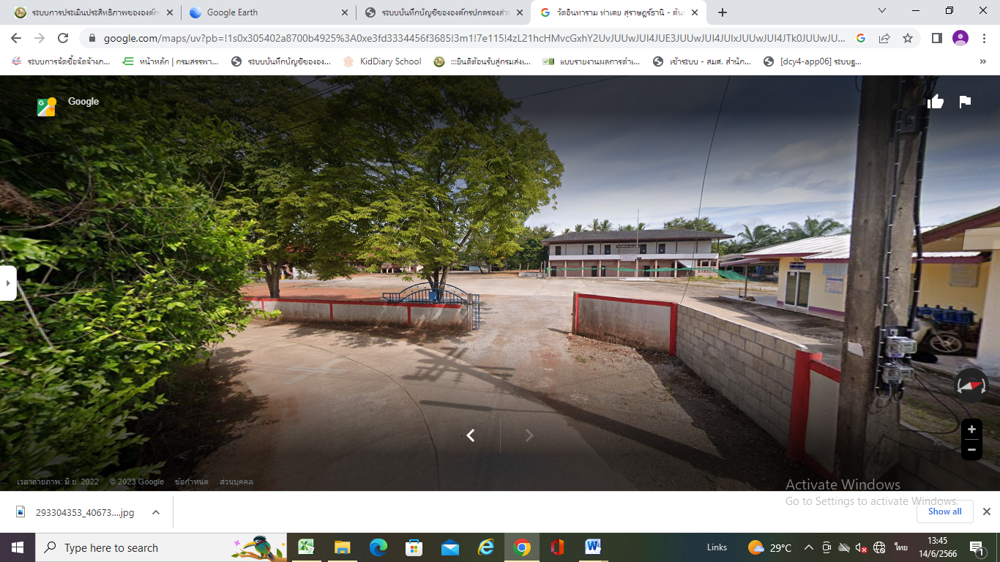 ระบบการประเมินประสิทธิภาพขององค์ก
Google Earth
ระบบบันทึกบัญชีขององค์กรปกครองส่วน
วัดอินทาราม ท่าเคย สุราษฎร์ธานี - ค้น
google.com/maps/uv?pb=!1s0x305402a8700b4925%3A0xe3fd3334456f3685!3m1!7e115!4zL21hcHMvcGxhY2UvJUUwJUI4JUE3JUUwJUI4JUIxJUUwJUI4JTk0JUUwJU...
ระบบการจัดซื้อจัดจ้างภ...
หน้าหลัก | กรมสรรพา...
ระบบบันทึกบัญชีขององ...
KidDiary School
:::ยินดีต้อนรับสู่กรมส่งเ...
แบบรายงานผลการดำเ...
เข้าระบบ - สมศ. สำนัก...
[dcy4-app06] ระบบฐ...
»
Google
เวลาถ่ายภาพ: มิ.ย. 2022 © 2023 Google ข้อกำหนด ส่วนบุคคล
Activate Windows
Go to Settings to activate Windows.
293304353_40673....jpg
Show all
Type here to search
Links
29°C
ไทย
13:45
14/6/2566
1